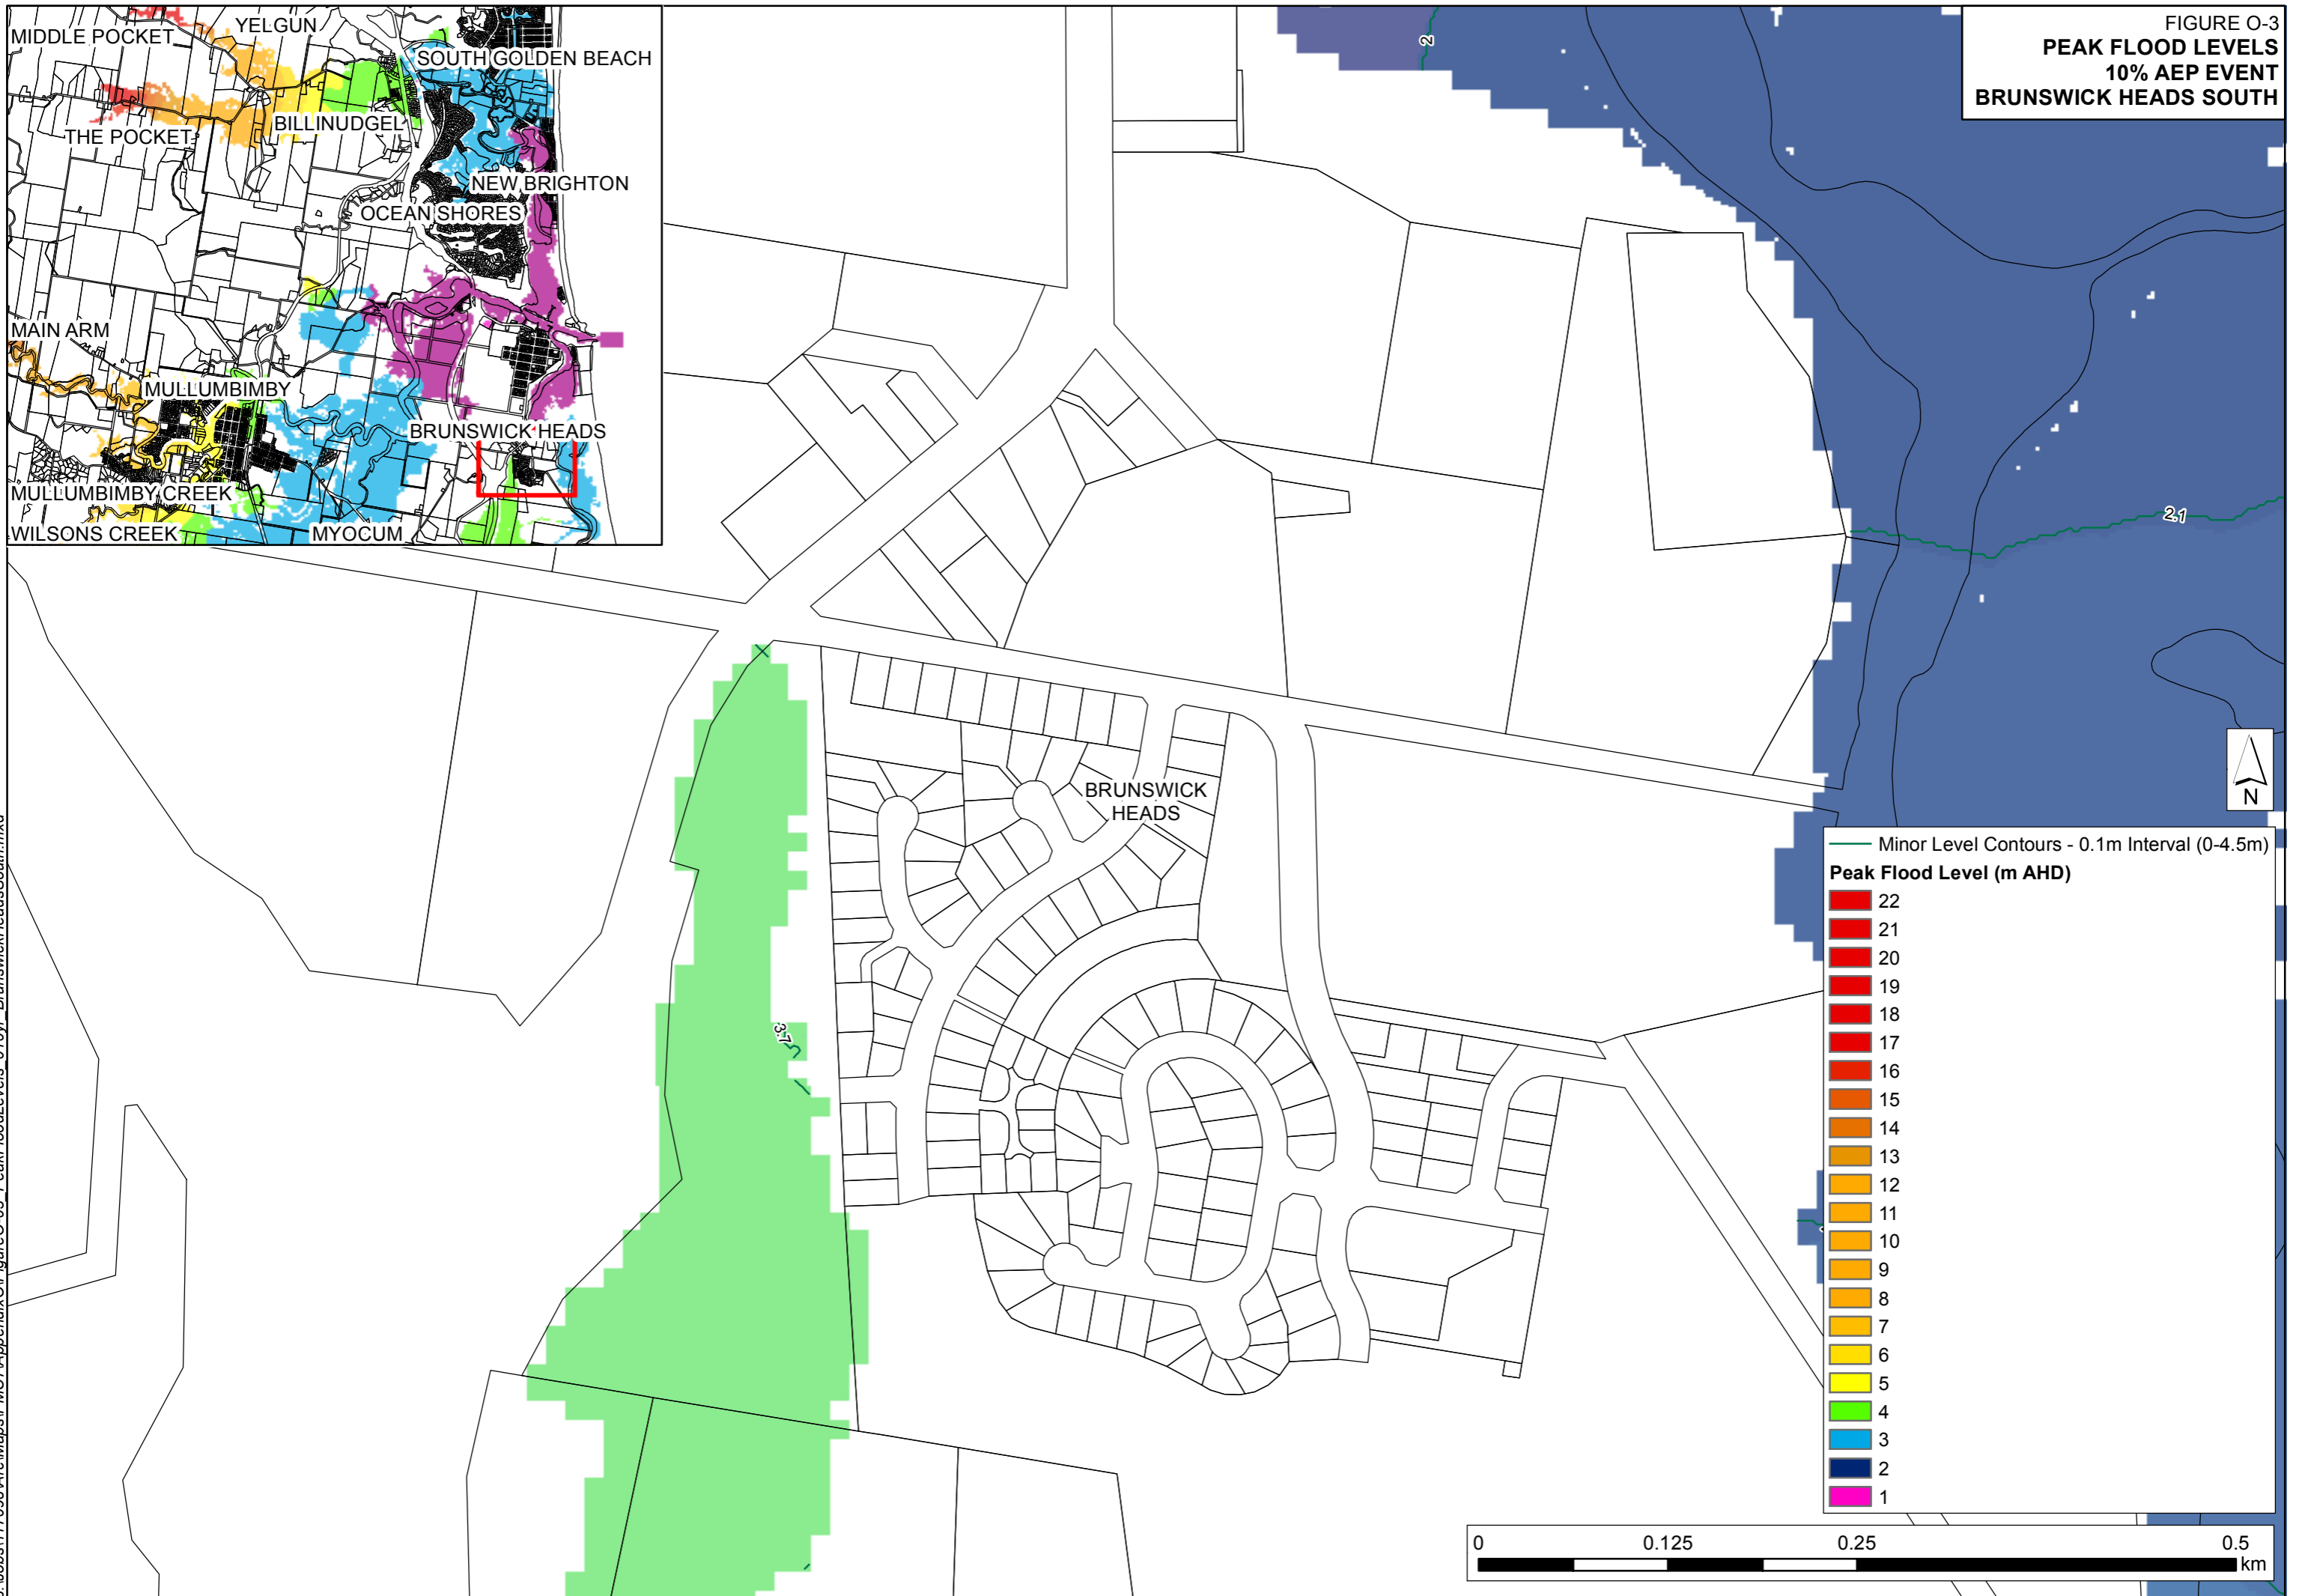 FIGURE O-3
PEAK FLOOD LEVELS
10% AEP EVENT
BRUNSWICK HEADS SOUTH
MIDDLE POCKET
YELGUN
SOUTH GOLDEN BEACH
THE POCKET
BILLINUDGEL
NEW BRIGHTON
OCEAN SHORES
MAIN ARM
MULLUMBIMBY
BRUNSWICK HEADS
MULLUMBIMBY CREEK
WILSONS CREEK
MYOCUM
2
2.1
3.7
BRUNSWICK
HEADS
N
Minor Level Contours - 0.1m Interval (0-4.5m)
Peak Flood Level (m AHD)
22
21
20
19
18
17
16
15
14
13
12
11
10
9
8
7
6
5
4
3
2
1
0 0.125 0.25 0.5
km